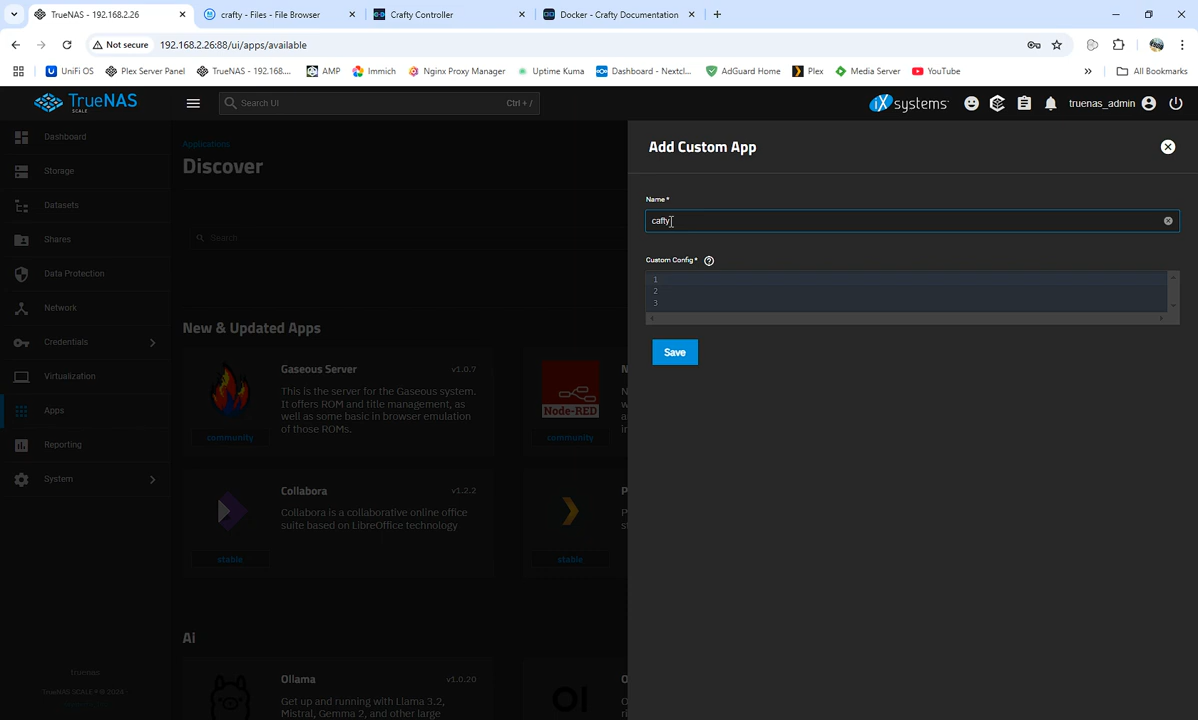 TrueNAS - 192.168.2.26
crafty - Files - File Browser
Crafty Controller
Docker - Crafty Documentation
Not secure
192.168.2.26:88/ui/apps/available
UniFi OS
Plex Server Panel
TrueNAS - 192.168....
AMP
Immich
Nginx Proxy Manager
Uptime Kuma
Dashboard - Nextcl...
AdGuard Home
Plex
Media Server
YouTube
All Bookmarks
TrueNAS
SCALE
Search UI
Ctrl + /
iXsystems
truenas_admin
Dashboard
Storage
Datasets
Shares
Data Protection
Network
Credentials
Virtualization
Apps
Reporting
System
truenas
TrueNAS SCALE ® © 2024
Applications
Discover
Search
New & Updated Apps
Gaseous Server
v1.0.7
This is the server for the Gaseous system.
It offers ROM and title management, as
well as some basic in browser emulation
of those ROMs.
community
Node-RED
community
Collabora
v1.2.2
Collabora is a collaborative online office
suite based on LibreOffice technology
stable
stable
Ai
Ollama
v1.0.20
Get up and running with Llama 3.2,
Mistral, Gemma 2, and other large
Add Custom App
Name *
cafty
Custom Config *
1
2
3
Save